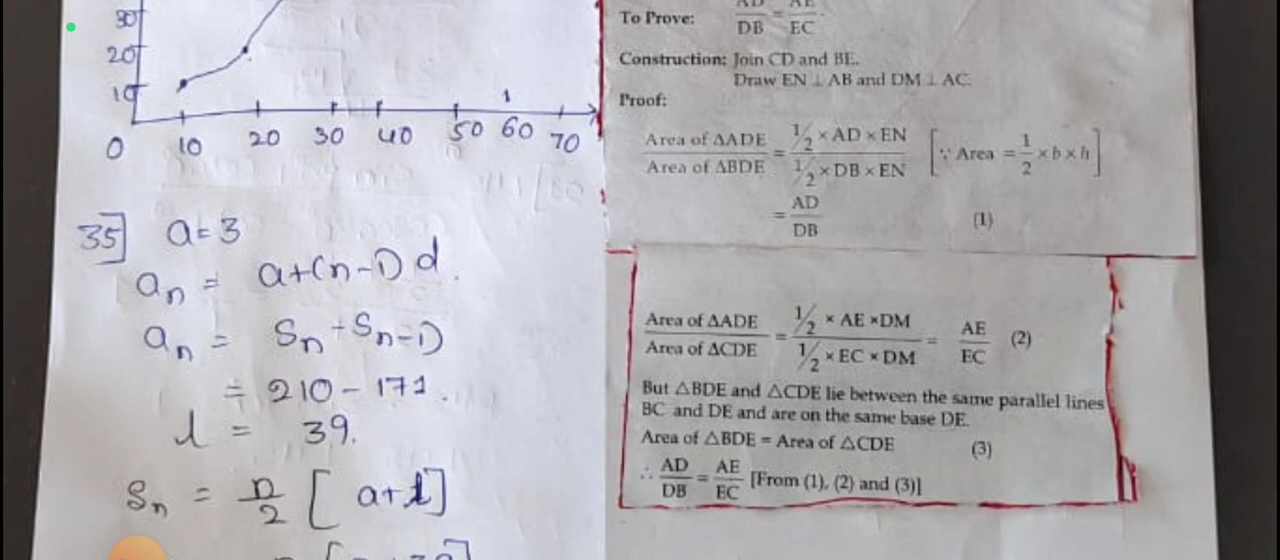 30
20
10
0 10 20 30 40 50 60 70
35] a = 3
an = a+(n-1) d.
an = Sn - Sn-1
= 210 - 171.
l = 39.
Sn = n/2 [ a+l ]
To Prove: AD/DB = AE/EC.
Construction: Join CD and BE.
Draw EN ⊥ AB and DM ⊥ AC.
Proof:
Area of ΔADE / Area of ΔBDE = (1/2 × AD × EN) / (1/2 × DB × EN) [∵ Area = 1/2 × b × h]
= AD/DB (1)
Area of ΔADE / Area of ΔCDE = (1/2 × AE × DM) / (1/2 × EC × DM) = AE/EC (2)
But △BDE and △CDE lie between the same parallel lines
BC and DE and are on the same base DE.
Area of △BDE = Area of △CDE (3)
∴ AD/DB = AE/EC [From (1), (2) and (3)]